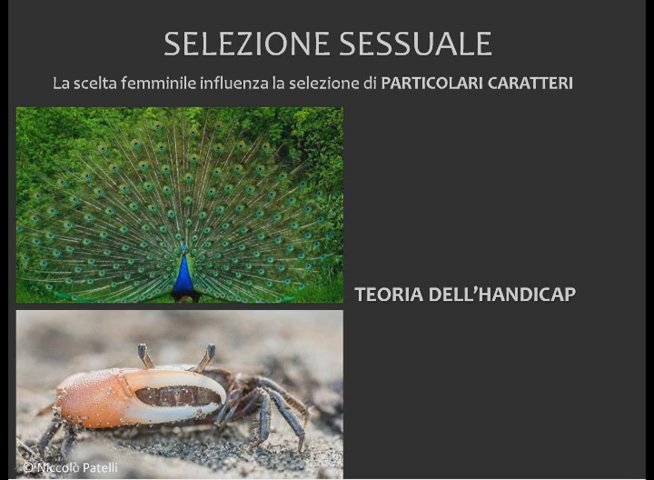 SELEZIONE SESSUALE
La scelta femminile influenza la selezione di PARTICOLARI CARATTERI
TEORIA DELL'HANDICAP
© Niccolò Patelli